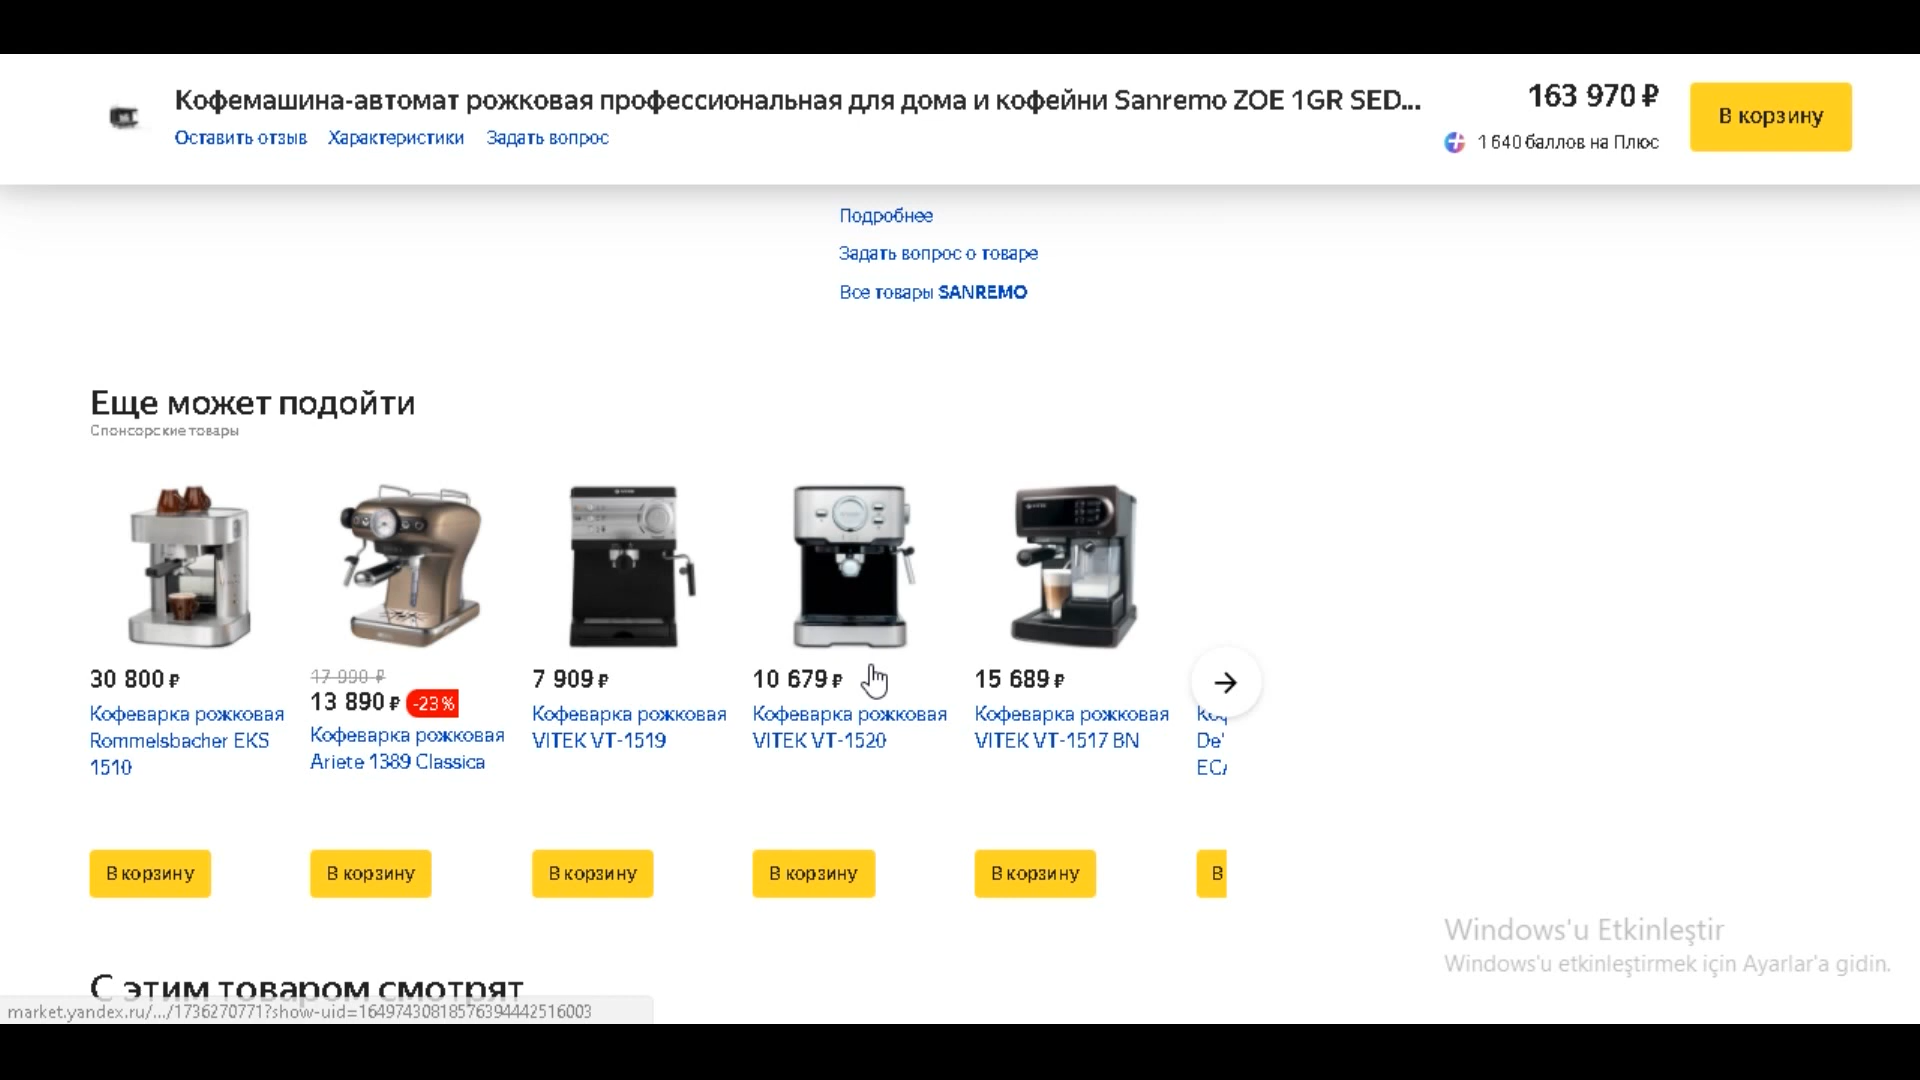 Кофемашина-автомат рожковая профессиональная для дома и кофейни Sanremo ZOE 1GR SED...
Оставить отзыв Характеристики Задать вопрос
163 970 ₽
1 640 баллов на Плюс
В корзину
Подробнее
Задать вопрос о товаре
Все товары SANREMO
Еще может подойти
Спонсорские товары
30 800 ₽
Кофеварка рожковая
Rommelsbacher EKS
1510
В корзину
17 990 ₽
13 890 ₽ -23%
Кофеварка рожковая
Ariete 1389 Classica
В корзину
7 909 ₽
Кофеварка рожковая
VITEK VT-1519
В корзину
10 679 ₽
Кофеварка рожковая
VITEK VT-1520
В корзину
15 689 ₽
Кофеварка рожковая
VITEK VT-1517 BN
В корзину
De'
В
С этим товаром смотрят
Windows'u Etkinleştir
Windows'u etkinleştirmek için Ayarlar'a gidin.
market.yandex.ru/.../1736270771?show-uid=16497430818576394442516003